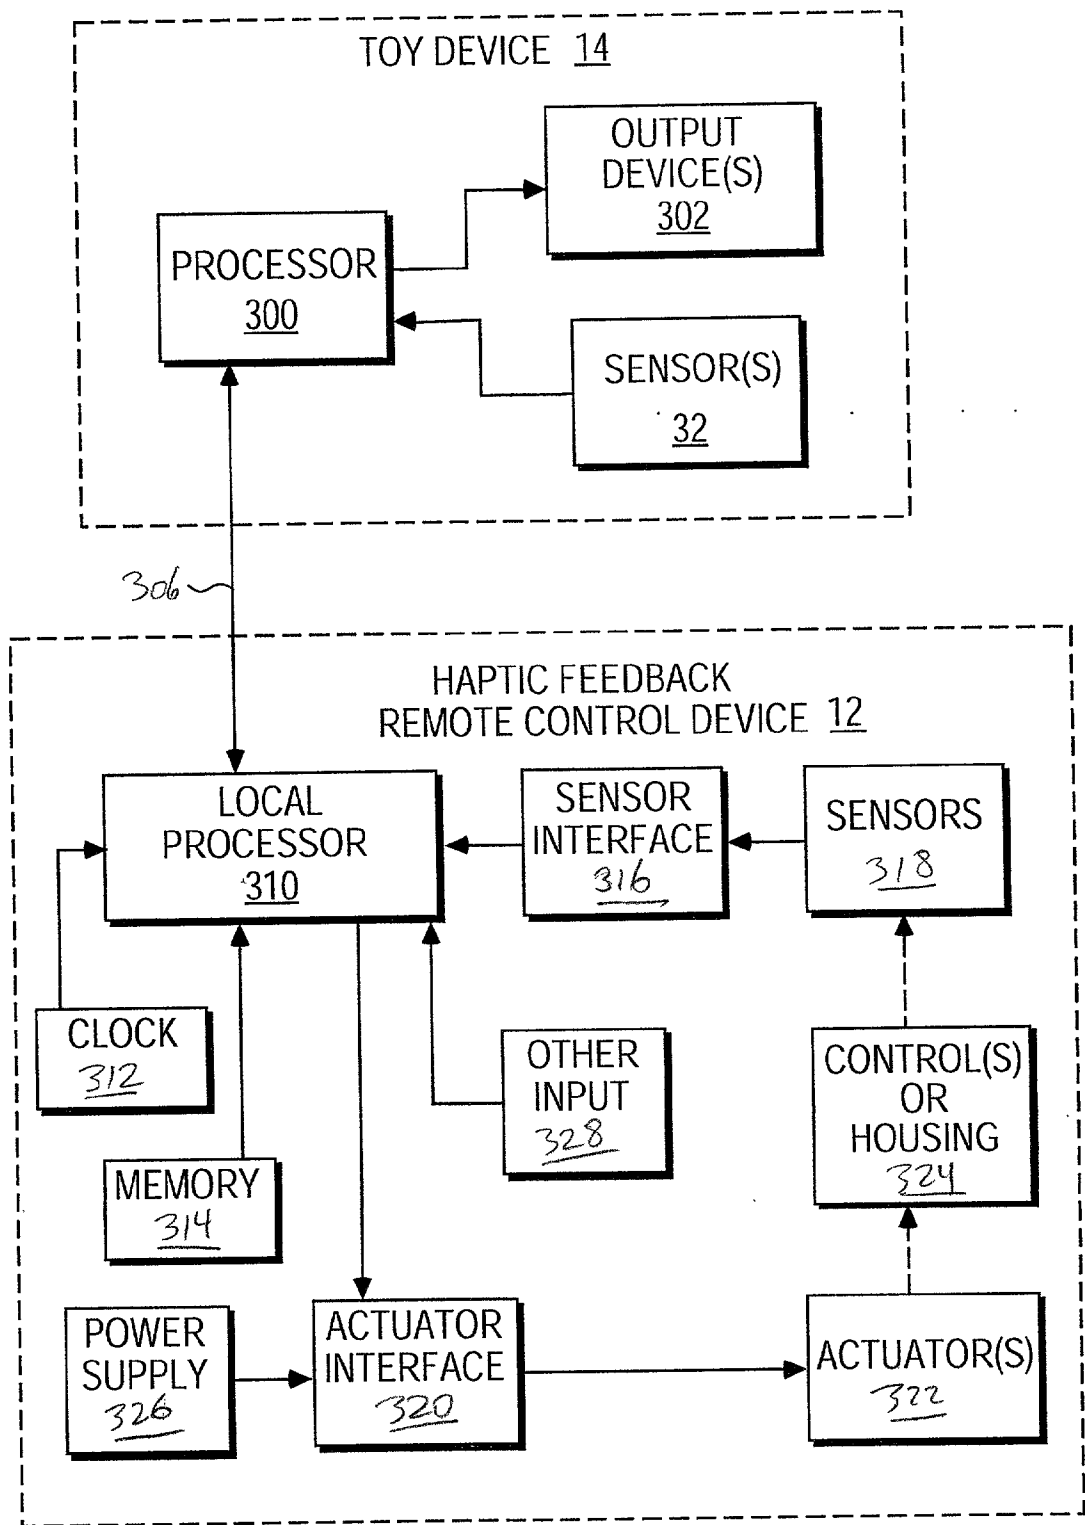 TOY DEVICE 14
OUTPUT
DEVICE(S)
302
PROCESSOR
300
SENSOR(S)
32
306
HAPTIC FEEDBACK
REMOTE CONTROL DEVICE 12
LOCAL
PROCESSOR
310
SENSOR
INTERFACE
316
SENSORS
318
CLOCK
312
OTHER
INPUT
328
CONTROL(S)
OR
HOUSING
324
MEMORY
314
POWER
SUPPLY
326
ACTUATOR
INTERFACE
320
ACTUATOR(S)
322